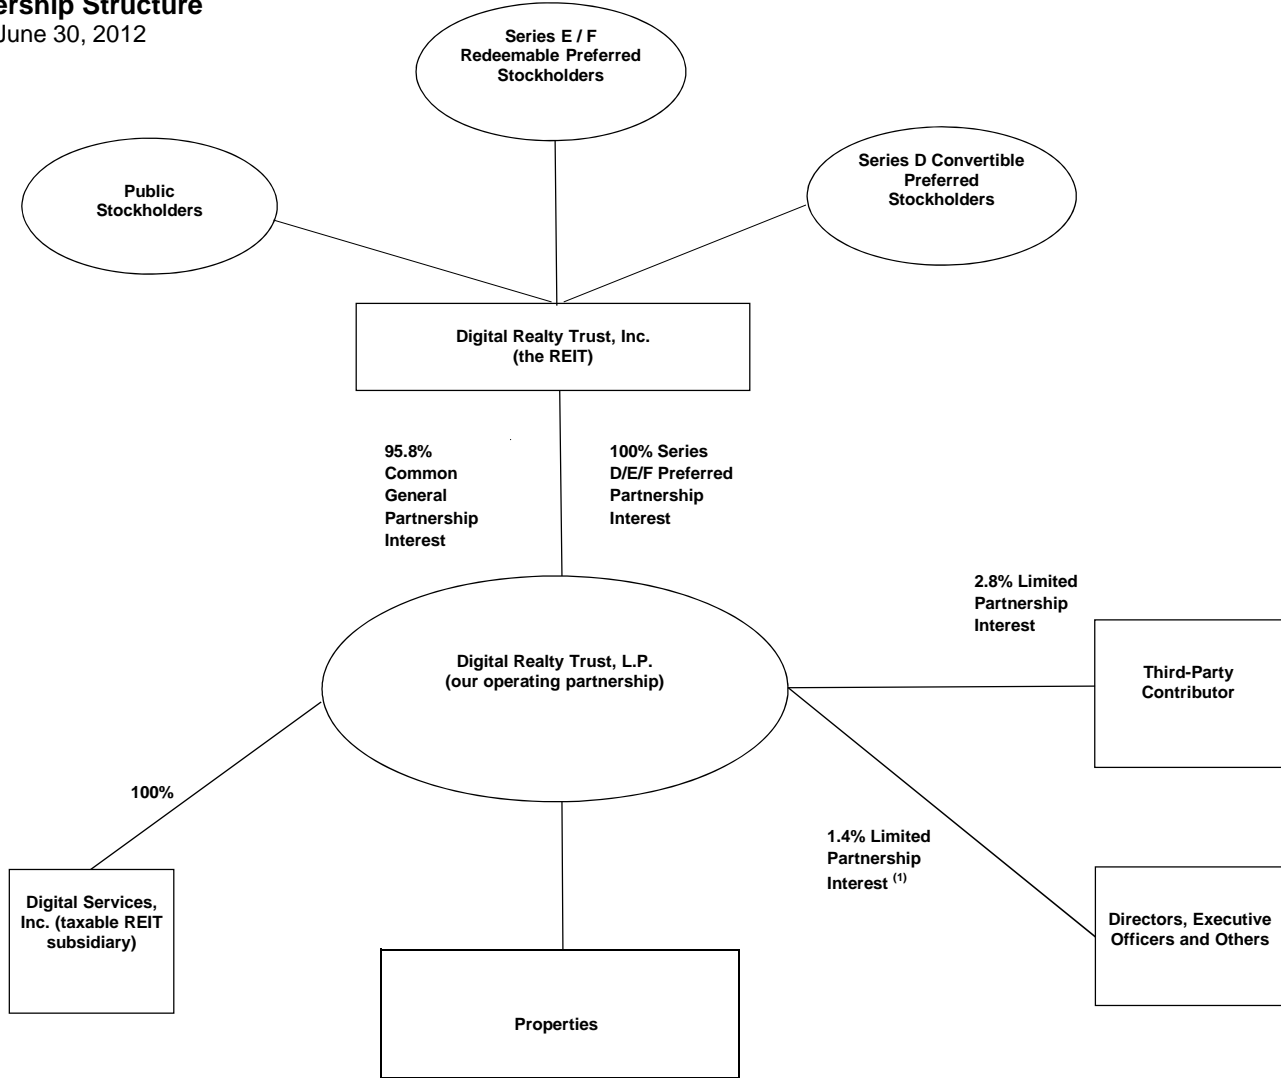 ership Structure
June 30, 2012
Series E / F
Redeemable Preferred
Stockholders
Public
Stockholders
Series D Convertible
Preferred
Stockholders
Digital Realty Trust, Inc.
(the REIT)
95.8%
Common
General
Partnership
Interest
100% Series
D/E/F Preferred
Partnership
Interest
2.8% Limited
Partnership
Interest
Digital Realty Trust, L.P.
(our operating partnership)
Third-Party
Contributor
100%
1.4% Limited
Partnership
Interest (1)
Digital Services,
Inc. (taxable REIT
subsidiary)
Directors, Executive
Officers and Others
Properties